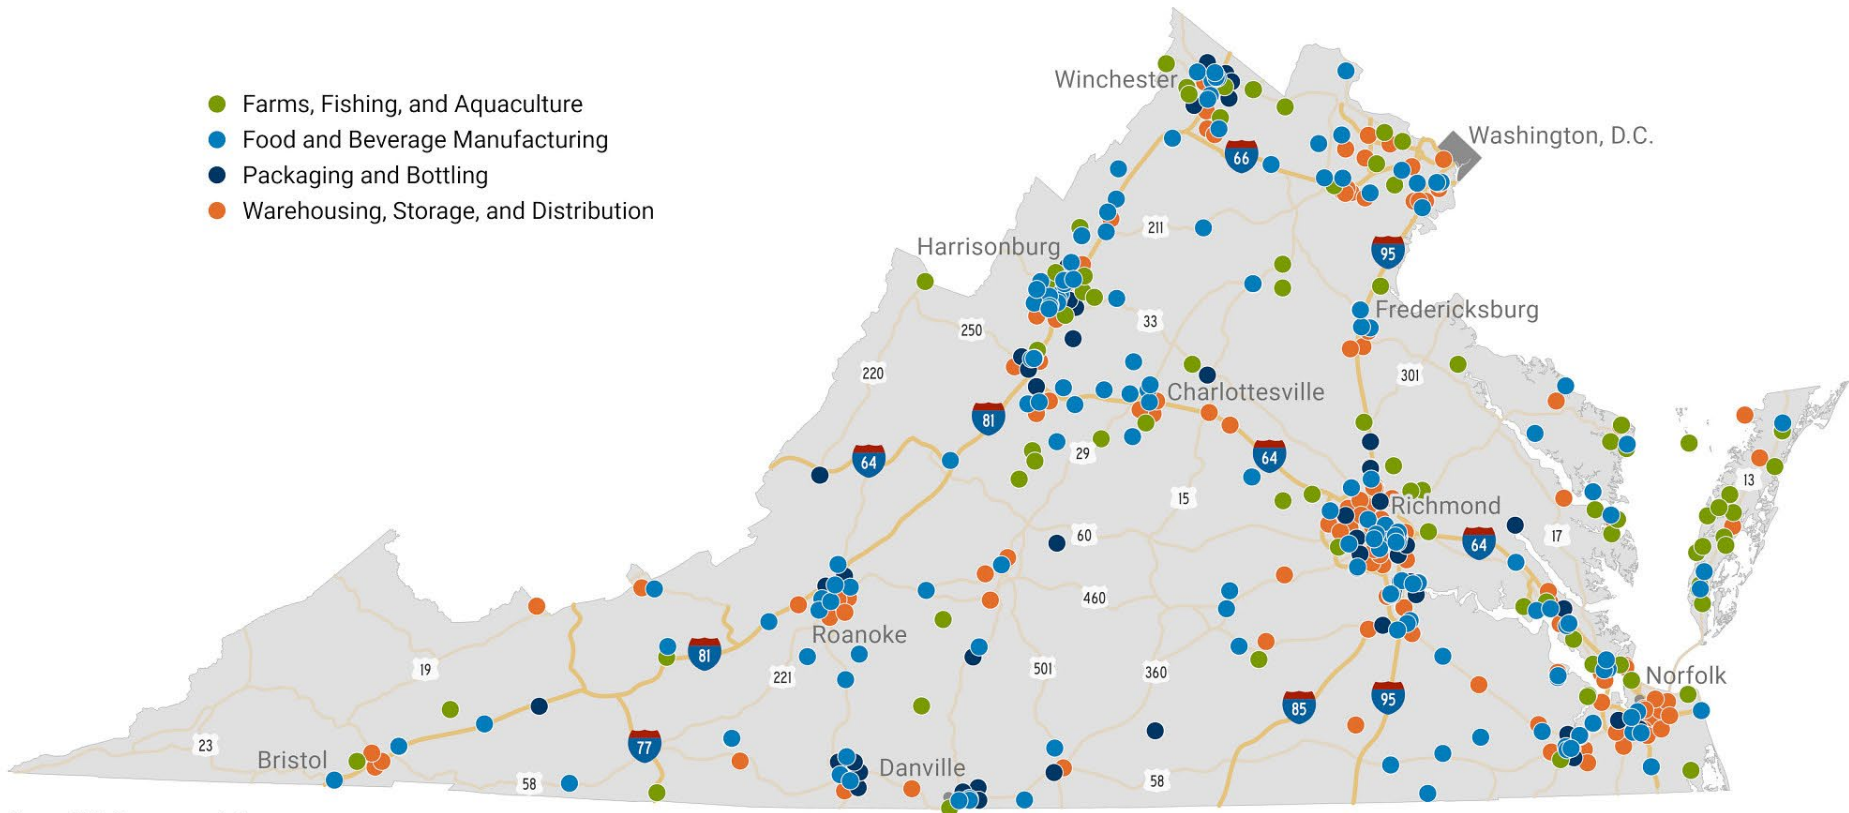 Winchester
Farms, Fishing, and Aquaculture
Food and Beverage Manufacturing
Packaging and Bottling
Warehousing, Storage, and Distribution
Washington, D.C.
66
211
Harrisonburg
95
Fredericksburg
250
33
220
301
Charlottesville
81
64
29
64
13
15
Richmond
60
64
17
460
Roanoke
81
19
221
501
360
Norfolk
95
85
23
77
Bristol
Danville
58
58